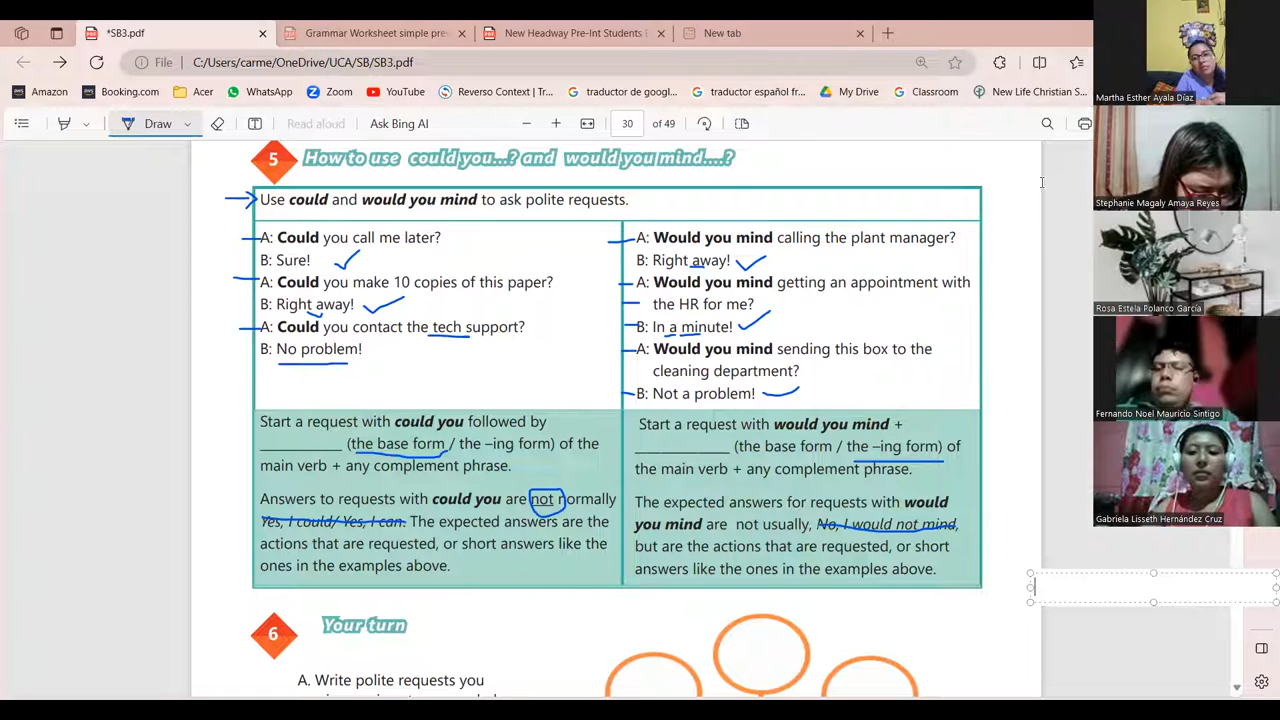 *SB3.pdf
Grammar Worksheet simple pre
New Headway Pre-Int Students E
New tab
File
C:/Users/carme/OneDrive/UCA/SB/SB3.pdf
Amazon
Booking.com
Acer
WhatsApp
Zoom
YouTube
Reverso Context | Tr...
traductor de googl...
traductor español fr...
My Drive
Classroom
New Life Christian S...
Draw
Read aloud
Ask Bing AI
30
of 49
5
How to use could you...? and would you mind....?
Use could and would you mind to ask polite requests.
A: Could you call me later?
B: Sure!
A: Could you make 10 copies of this paper?
B: Right away!
A: Could you contact the tech support?
B: No problem!
A: Would you mind calling the plant manager?
B: Right away!
A: Would you mind getting an appointment with
the HR for me?
B: In a minute!
A: Would you mind sending this box to the
cleaning department?
B: Not a problem!
Start a request with could you followed by
__________ (the base form / the –ing form) of the
main verb + any complement phrase.
Answers to requests with could you are not normally
Yes, I could/ Yes, I can. The expected answers are the
actions that are requested, or short answers like the
ones in the examples above.
Start a request with would you mind +
____________ (the base form / the –ing form) of
the main verb + any complement phrase.
The expected answers for requests with would
you mind are not usually, No, I would not mind,
but are the actions that are requested, or short
answers like the ones in the examples above.
6
Your turn
A. Write polite requests you
Martha Esther Ayala Díaz
Stephanie Magaly Amaya Reyes
Rosa Estela Polanco García
Fernando Noel Mauricio Sintigo
Gabriela Lisseth Hernández Cruz